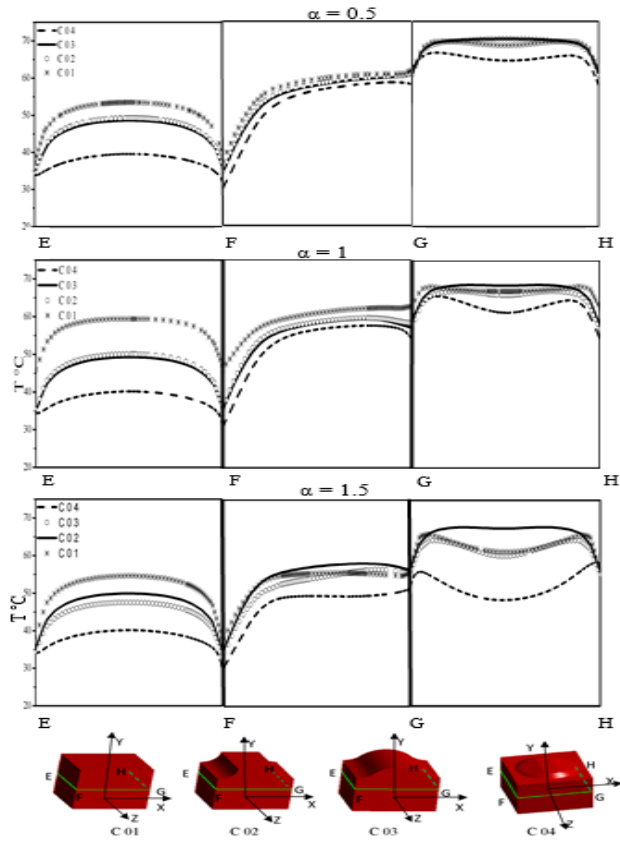 α = 0.5
C04
C03
C02
C01
70
60
50
40
30
20
E F G H
α = 1
C04
C03
C02
C01
T °C
70
60
50
40
30
20
E F G H
α = 1.5
C04
C03
C02
C01
T°C
70
60
50
40
30
20
E F G H
Y E H F G X Z
Y E H F G X Z
Y E H F G X Z
Y E H F G X Z
C 01 C 02 C 03 C 04